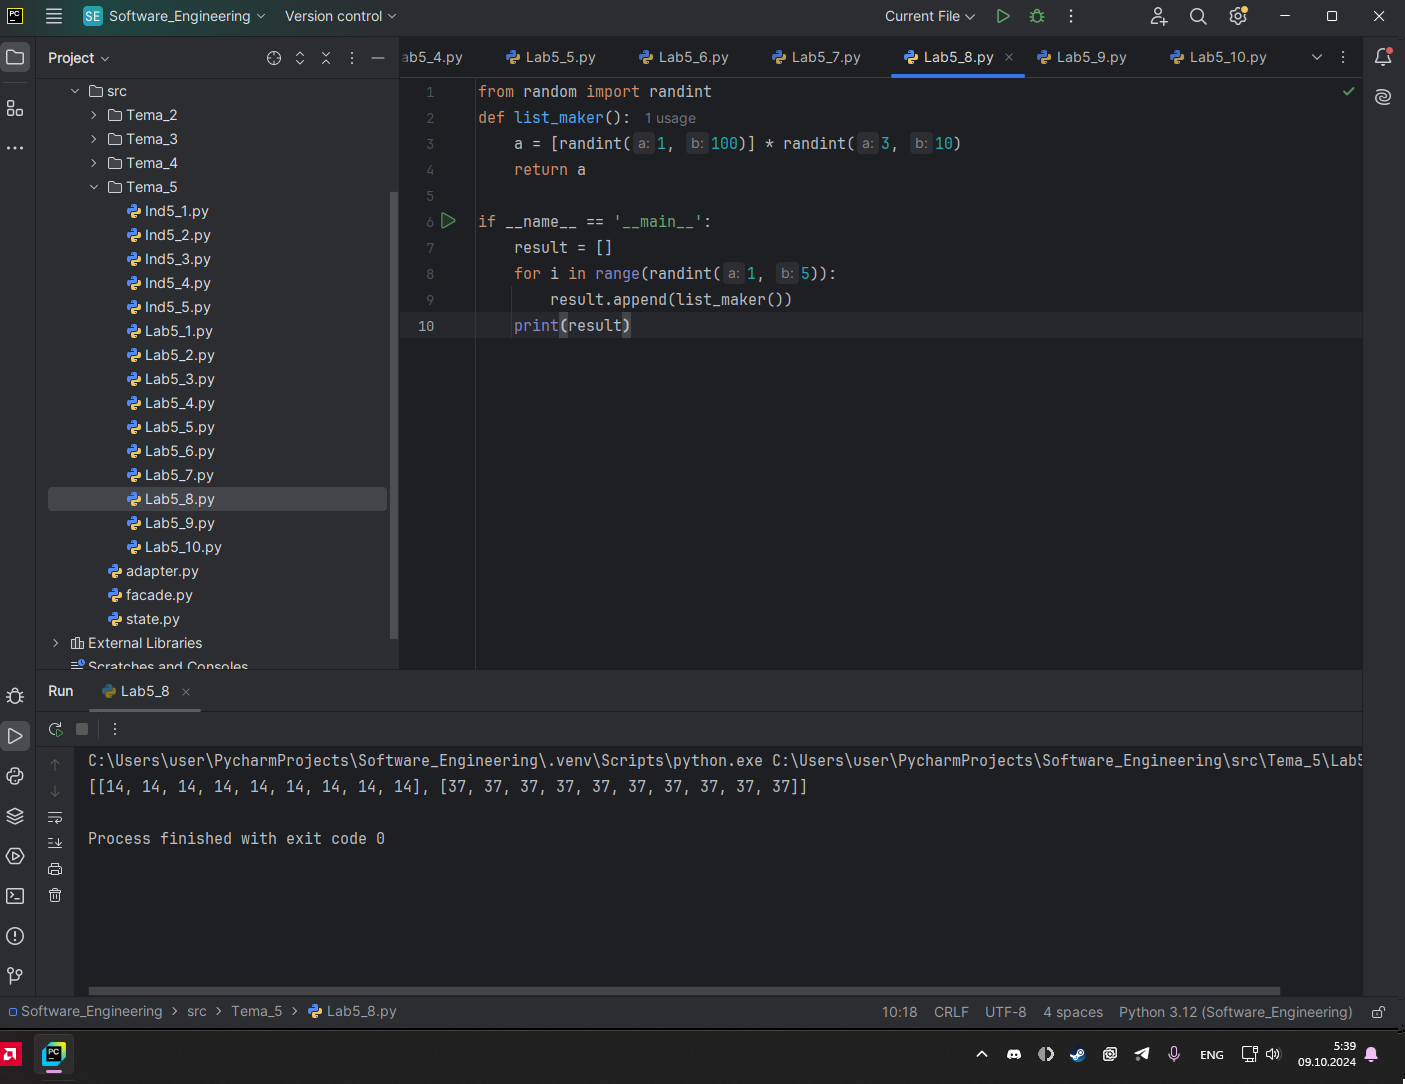 PC SE Software_Engineering Version control Current File
Project
ab5_4.py Lab5_5.py Lab5_6.py Lab5_7.py Lab5_8.py Lab5_9.py Lab5_10.py
src
Tema_2
Tema_3
Tema_4
Tema_5
Ind5_1.py
Ind5_2.py
Ind5_3.py
Ind5_4.py
Ind5_5.py
Lab5_1.py
Lab5_2.py
Lab5_3.py
Lab5_4.py
Lab5_5.py
Lab5_6.py
Lab5_7.py
Lab5_8.py
Lab5_9.py
Lab5_10.py
adapter.py
facade.py
state.py
External Libraries
Scratches and Consoles
1 from random import randint
2 def list_maker(): 1 usage
3 a = [randint( a: 1, b: 100)] * randint( a: 3, b: 10)
4 return a
5
6 if __name__ == '__main__':
7 result = []
8 for i in range(randint( a: 1, b: 5)):
9 result.append(list_maker())
10 print(result)
Run Lab5_8
C:\Users\user\PycharmProjects\Software_Engineering\.venv\Scripts\python.exe C:\Users\user\PycharmProjects\Software_Engineering\src\Tema_5\Lab5
[[14, 14, 14, 14, 14, 14, 14, 14, 14], [37, 37, 37, 37, 37, 37, 37, 37, 37, 37]]
Process finished with exit code 0
Software_Engineering src Tema_5 Lab5_8.py 10:18 CRLF UTF-8 4 spaces Python 3.12 (Software_Engineering)
PC ENG 5:39
09.10.2024